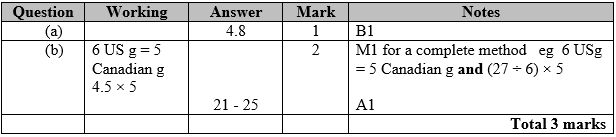 Question Working Answer Mark Notes
(a) 4.8 1 B1
(b) 6 US g = 5 2 M1 for a complete method eg 6 USg
Canadian g = 5 Canadian g and (27 ÷ 6) × 5
4.5 × 5
21 - 25 A1
Total 3 marks